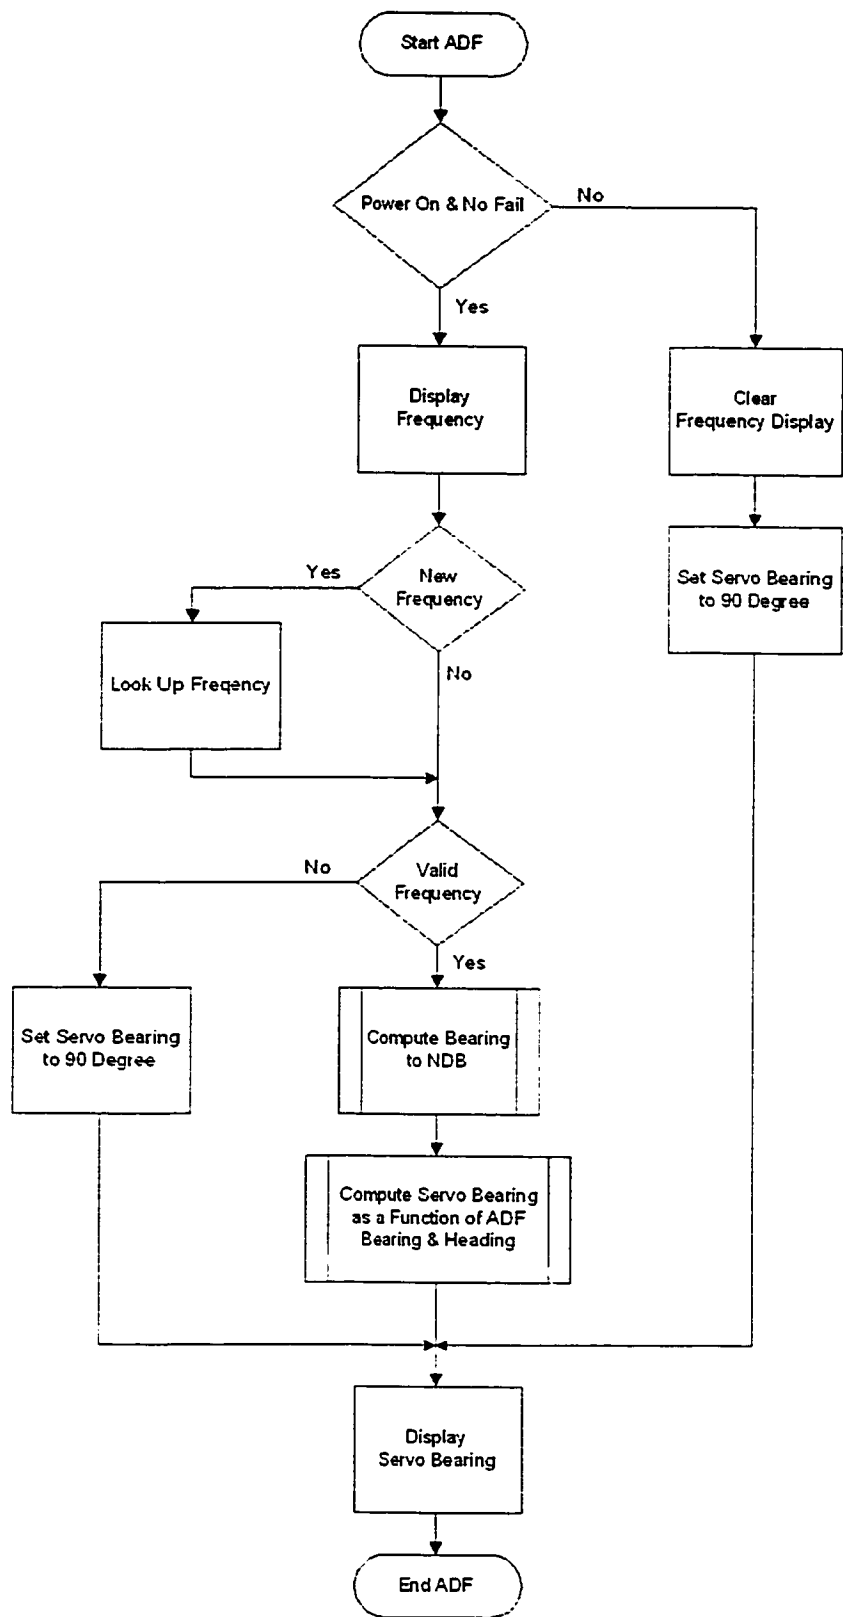 Start ADF
Power On & No Fail
No
Yes
Display
Frequency
Clear
Frequency Display
Yes
New
Frequency
Set Servo Bearing
to 90 Degree
Look Up Freqency
No
No
Valid
Frequency
Yes
Set Servo Bearing
to 90 Degree
Compute Bearing
to NDB
Compute Servo Bearing
as a Function of ADF
Bearing & Heading
Display
Servo Bearing
End ADF